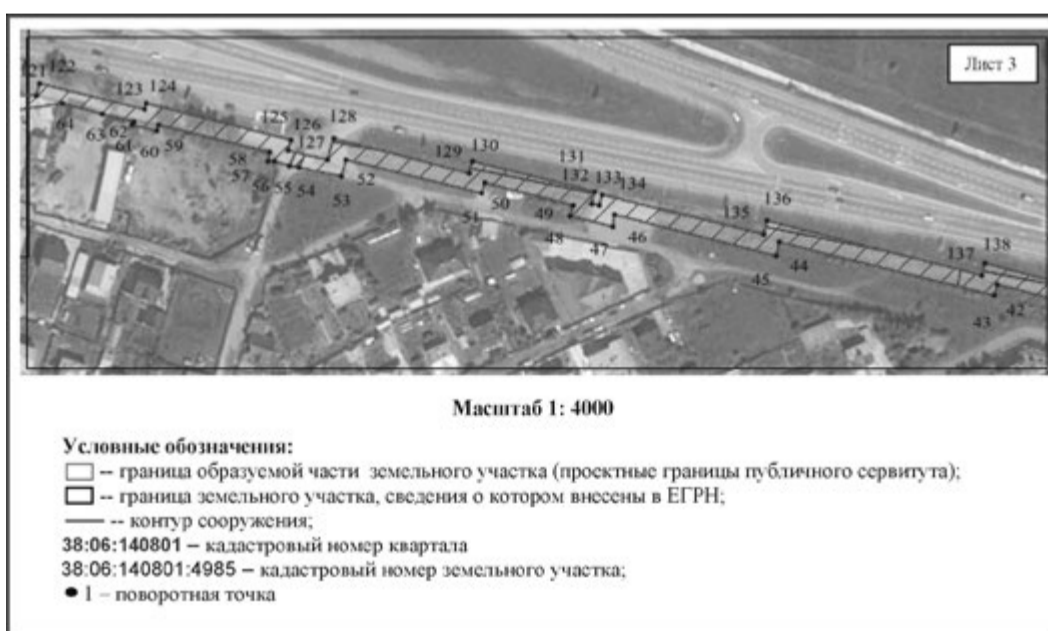 Лист 3
121 122
123 124
125
126
127
128
129 130
131
132 133 134
135 136
137 138
64
63 62
61 60 59
58
57
56 55 54
53
52
51 50
49
48
47 46
45 44
43 42
Масштаб 1: 4000
Условные обозначения:
-- граница образуемой части земельного участка (проектные границы публичного сервитута);
-- граница земельного участка, сведения о котором внесены в ЕГРН;
-- контур сооружения;
38:06:140801 – кадастровый номер квартала
38:06:140801:4985 – кадастровый номер земельного участка;
1 – поворотная точка